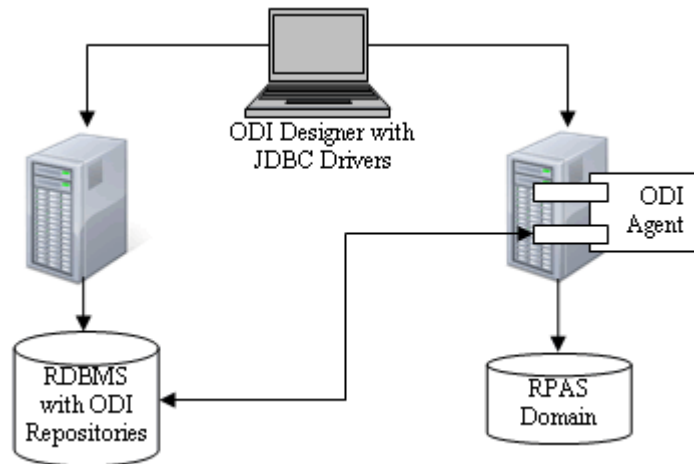 ODI Designer with
JDBC Drivers
ODI
Agent
RDBMS
with ODI
Repositories
RPAS
Domain